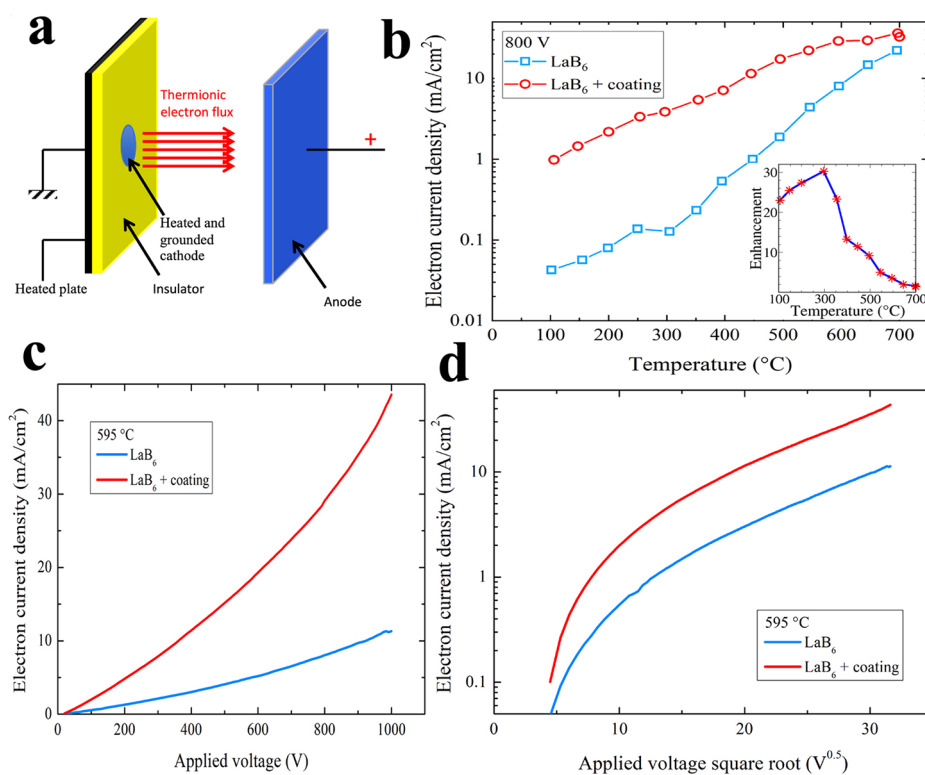 a
Thermionic
electron flux
+
Heated and
grounded
cathode
Heated plate
Insulator
Anode
b
Electron current density (mA/cm²)
10
1
0.1
0.01
800 V
LaB₆
LaB₆ + coating
100 200 300 400 500 600 700
Temperature (°C)
Enhancement
30
20
10
100 300 500 700
Temperature (°C)
c
Electron current density (mA/cm²)
40
30
20
10
0
595 °C
LaB₆
LaB₆ + coating
0 200 400 600 800 1000
Applied voltage (V)
d
Electron current density (mA/cm²)
10
1
0.1
595 °C
LaB₆
LaB₆ + coating
10 20 30
Applied voltage square root (V⁰·⁵)